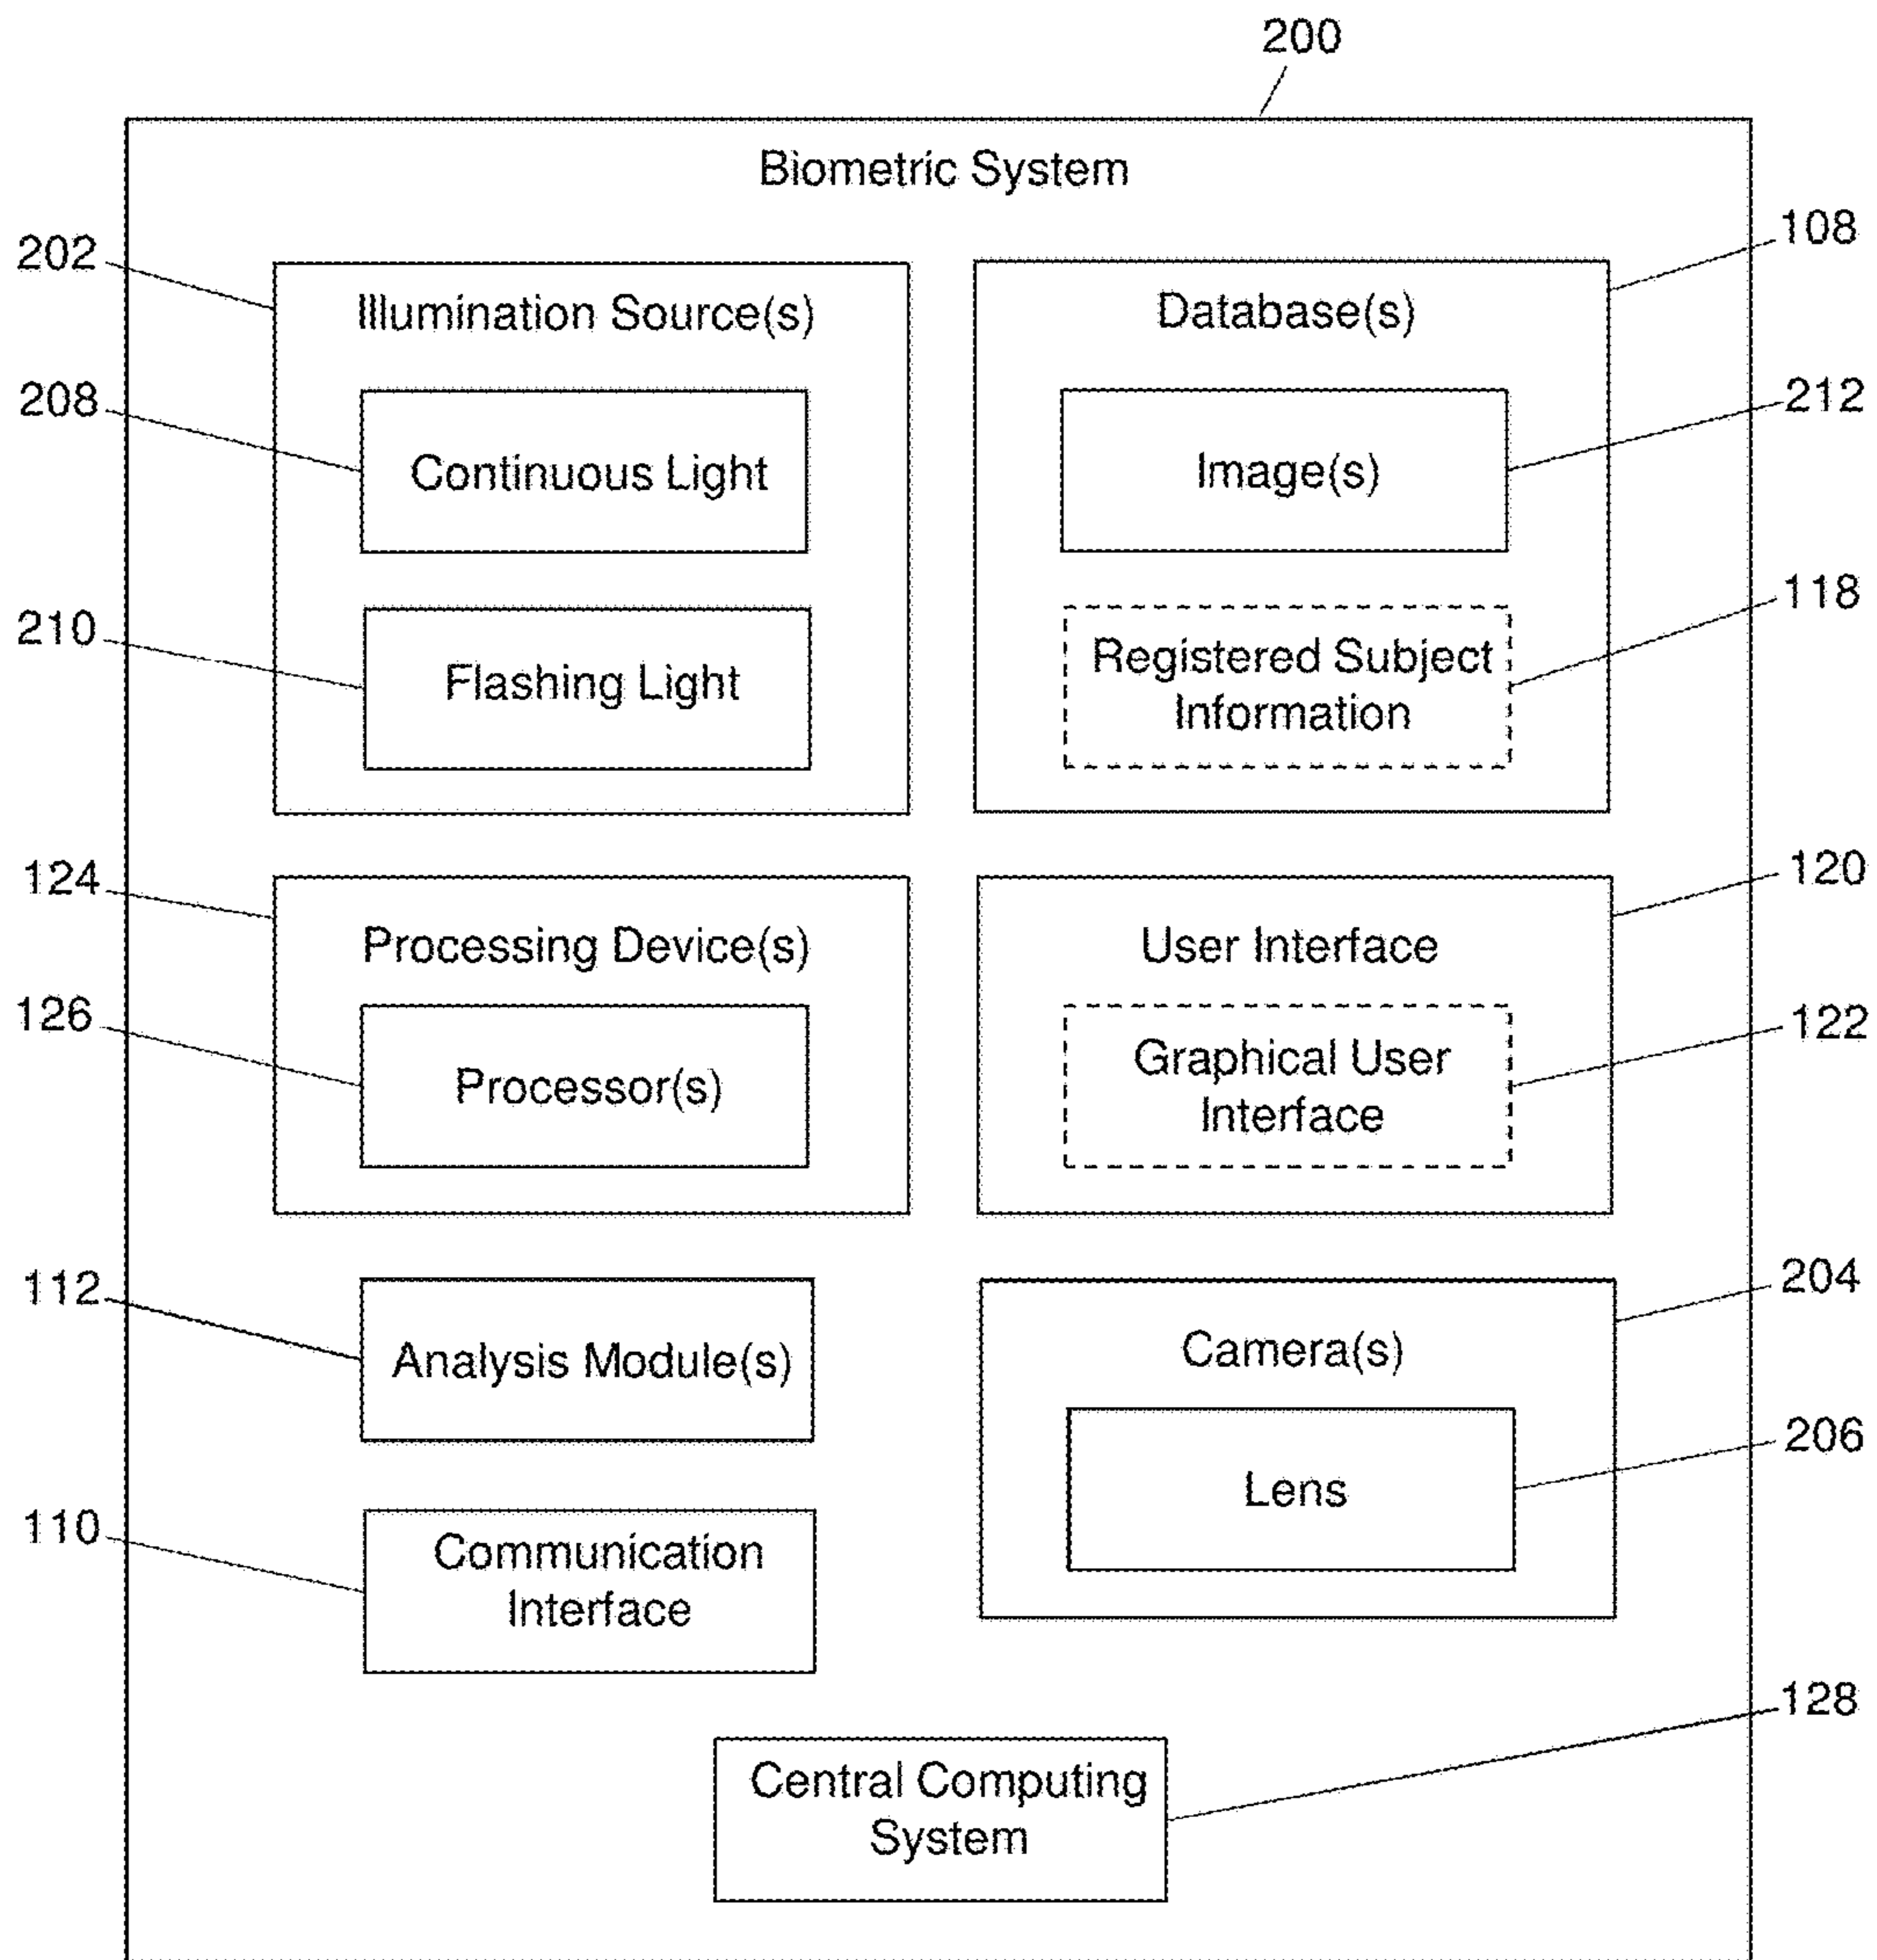 200
Biometric System
202
Illumination Source(s)
208
Continuous Light
210
Flashing Light
108
Database(s)
212
Image(s)
118
Registered Subject
Information
124
Processing Device(s)
126
Processor(s)
120
User Interface
122
Graphical User
Interface
112
Analysis Module(s)
204
Camera(s)
206
Lens
110
Communication
Interface
128
Central Computing
System